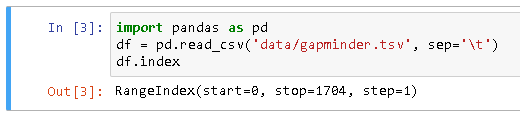 In [3]: import pandas as pd
df = pd.read_csv('data/gapminder.tsv', sep='\t')
df.index
Out[3]: RangeIndex(start=0, stop=1704, step=1)